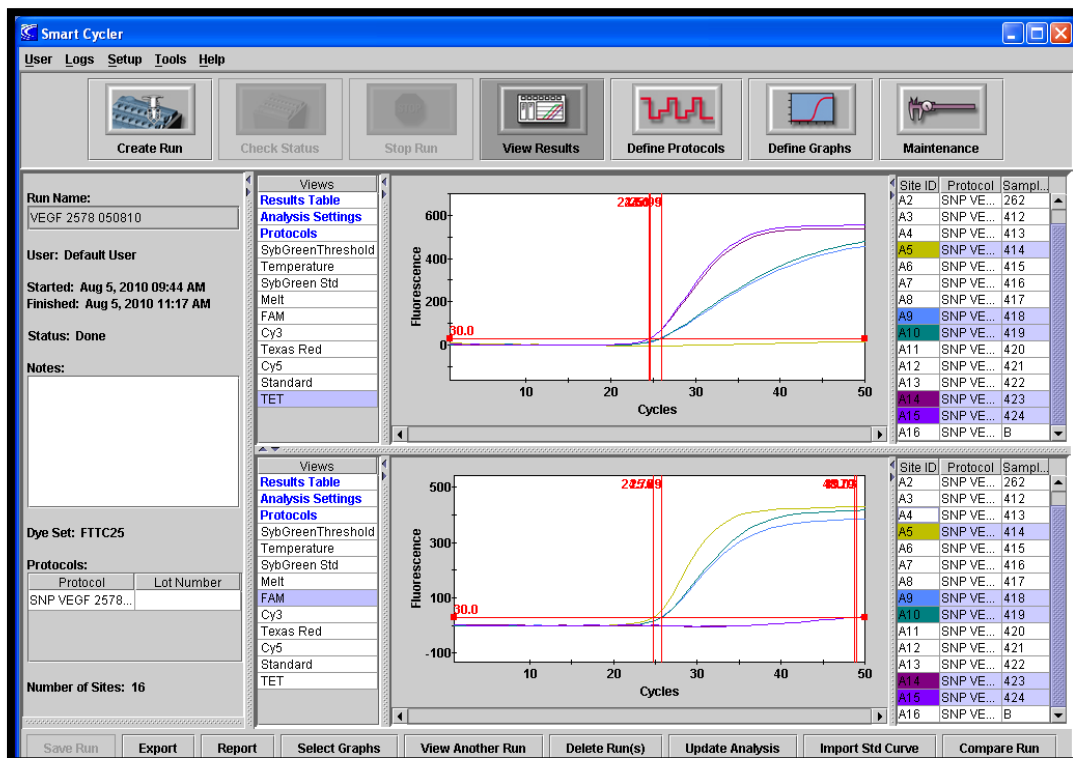 Smart Cycler
User Logs Setup Tools Help
Create Run
Check Status
Stop Run
View Results
Define Protocols
Define Graphs
Maintenance
Run Name:
VEGF 2578 050810
User: Default User
Started: Aug 5, 2010 09:44 AM
Finished: Aug 5, 2010 11:17 AM
Status: Done
Notes:
Dye Set: FTTC25
Protocols:
Protocol Lot Number
SNP VEGF 2578...
Number of Sites: 16
Views
Results Table
Analysis Settings
Protocols
SybGreenThreshold
Temperature
SybGreen Std
Melt
FAM
Cy3
Texas Red
Cy5
Standard
TET
Fluorescence
600
400
200
0
30.0
10 20 30 40 50
Cycles
Site ID Protocol Sampl...
A2 SNP VE... 262
A3 SNP VE... 412
A4 SNP VE... 413
A5 SNP VE... 414
A6 SNP VE... 415
A7 SNP VE... 416
A8 SNP VE... 417
A9 SNP VE... 418
A10 SNP VE... 419
A11 SNP VE... 420
A12 SNP VE... 421
A13 SNP VE... 422
A14 SNP VE... 423
A15 SNP VE... 424
A16 SNP VE... B
Views
Results Table
Analysis Settings
Protocols
SybGreenThreshold
Temperature
SybGreen Std
Melt
FAM
Cy3
Texas Red
Cy5
Standard
TET
Fluorescence
500
300
100
-100
30.0
10 20 30 40 50
Cycles
Site ID Protocol Sampl...
A2 SNP VE... 262
A3 SNP VE... 412
A4 SNP VE... 413
A5 SNP VE... 414
A6 SNP VE... 415
A7 SNP VE... 416
A8 SNP VE... 417
A9 SNP VE... 418
A10 SNP VE... 419
A11 SNP VE... 420
A12 SNP VE... 421
A13 SNP VE... 422
A14 SNP VE... 423
A15 SNP VE... 424
A16 SNP VE... B
Save Run
Export
Report
Select Graphs
View Another Run
Delete Run(s)
Update Analysis
Import Std Curve
Compare Run